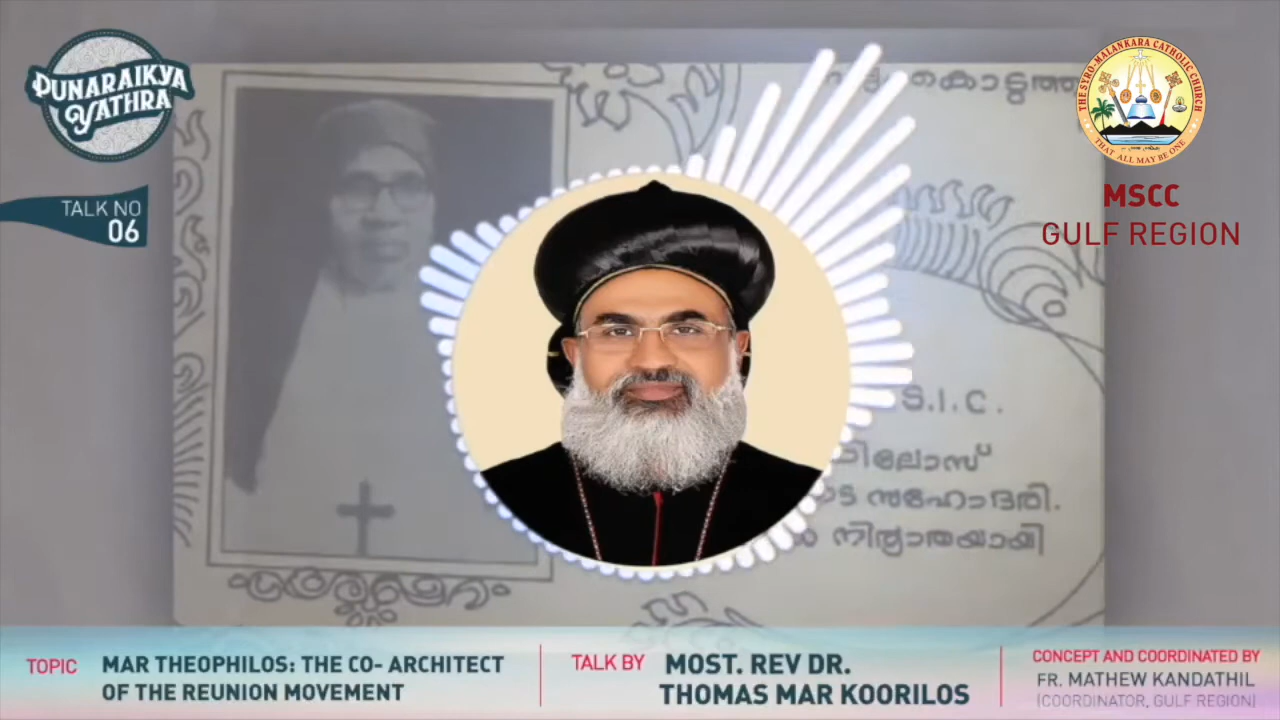 PUNARAIKYA
YATHRA
TALK NO
06
THE SYRO-MALANKARA CATHOLIC CHURCH
THAT ALL MAY BE ONE
MSCC
GULF REGION
S.I.C.
സഹോദരി.
TOPIC
MAR THEOPHILOS: THE CO- ARCHITECT
OF THE REUNION MOVEMENT
TALK BY
MOST. REV DR.
THOMAS MAR KOORILOS
CONCEPT AND COORDINATED BY
FR. MATHEW KANDATHIL
(COORDINATOR, GULF REGION)